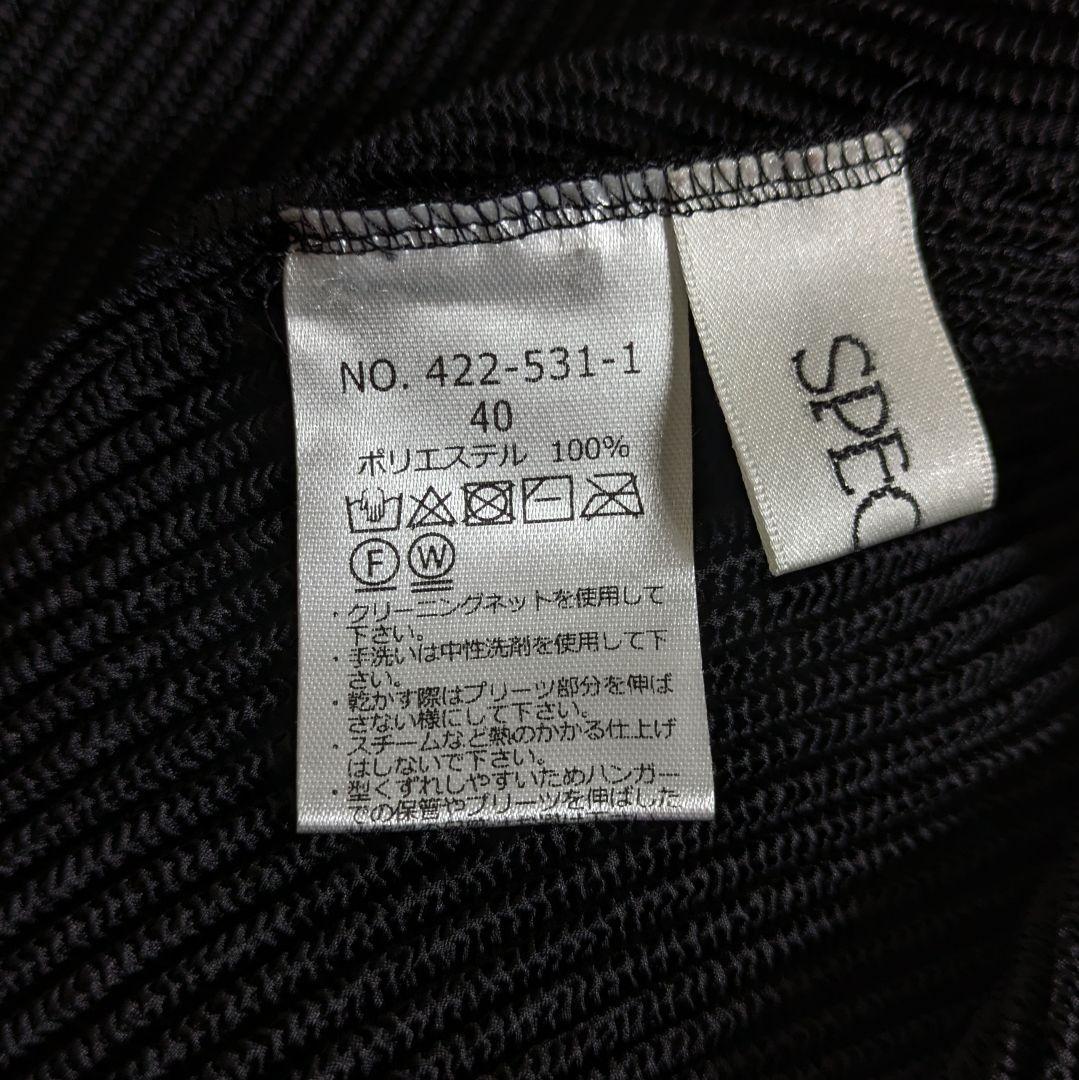 NO. 422-531-1
40
ポリエステル 100%
F W
・クリーニングネットを使用して
下さい。
・手洗いは中性洗剤を使用して下
さい。
・乾かす際はプリーツ部分を伸ば
さない様にして下さい。
・スチームなど熱のかかる仕上げ
はしないで下さい。
・型くずれしやすいためハンガー
での保管やプリーツを伸ばした
SPEC